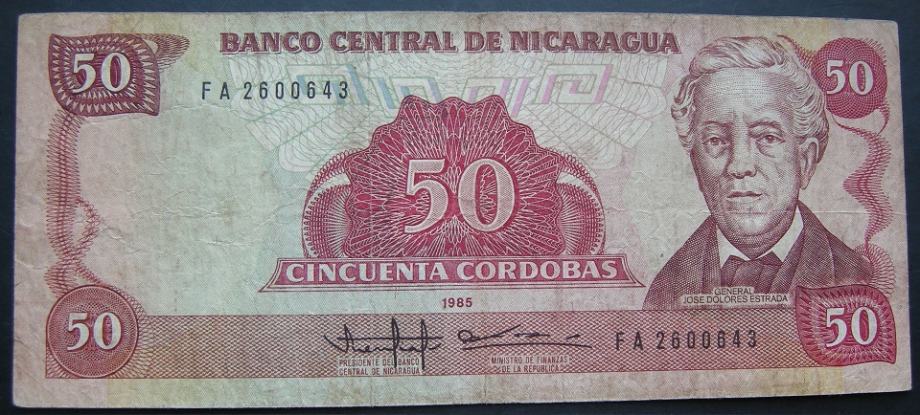 BANCO CENTRAL DE NICARAGUA
50
50
FA 2600643
50
CINCUENTA CORDOBAS
1985
GENERAL
JOSE DOLORES ESTRADA
50
50
FA 2600643
PRESIDENTE DEL BANCO
CENTRAL DE NICARAGUA
MINISTRO DE FINANZAS
DE LA REPUBLICA